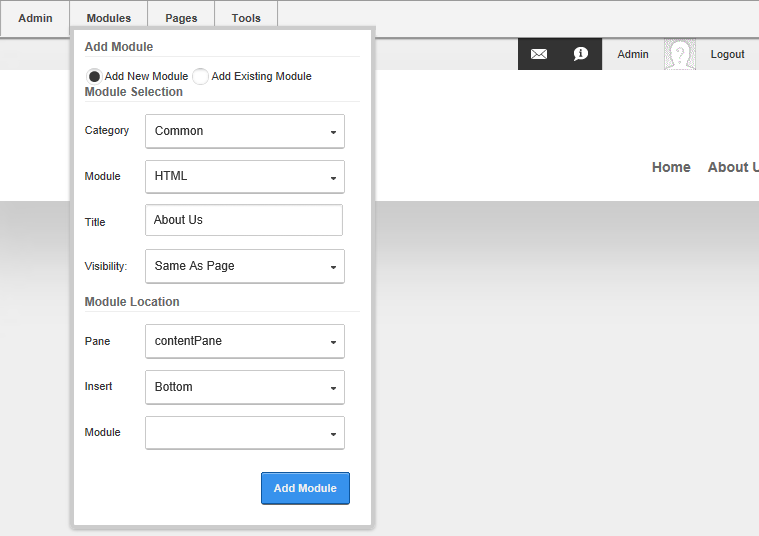 Admin Modules Pages Tools
Admin Logout
Home About U
Add Module
Add New Module Add Existing Module
Module Selection
Category Common
Module HTML
Title About Us
Visibility: Same As Page
Module Location
Pane contentPane
Insert Bottom
Module
Add Module